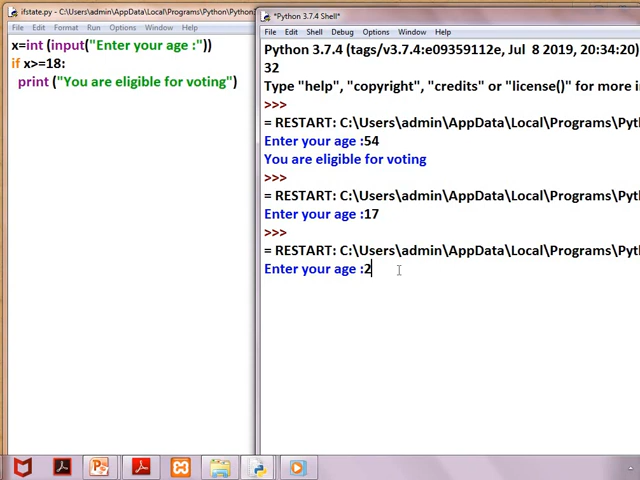 ifstate.py - C:\Users\admin\AppData\Local\Programs\Python\Python
File Edit Format Run Options Window Help
x=int (input("Enter your age :"))
if x>=18:
print ("You are eligible for voting")
*Python 3.7.4 Shell*
File Edit Shell Debug Options Window Help
Python 3.7.4 (tags/v3.7.4:e09359112e, Jul 8 2019, 20:34:20)
32
Type "help", "copyright", "credits" or "license()" for more i
>>>
= RESTART: C:\Users\admin\AppData\Local\Programs\Pyt
Enter your age :54
You are eligible for voting
>>>
= RESTART: C:\Users\admin\AppData\Local\Programs\Pyt
Enter your age :17
>>>
= RESTART: C:\Users\admin\AppData\Local\Programs\Pyt
Enter your age :2